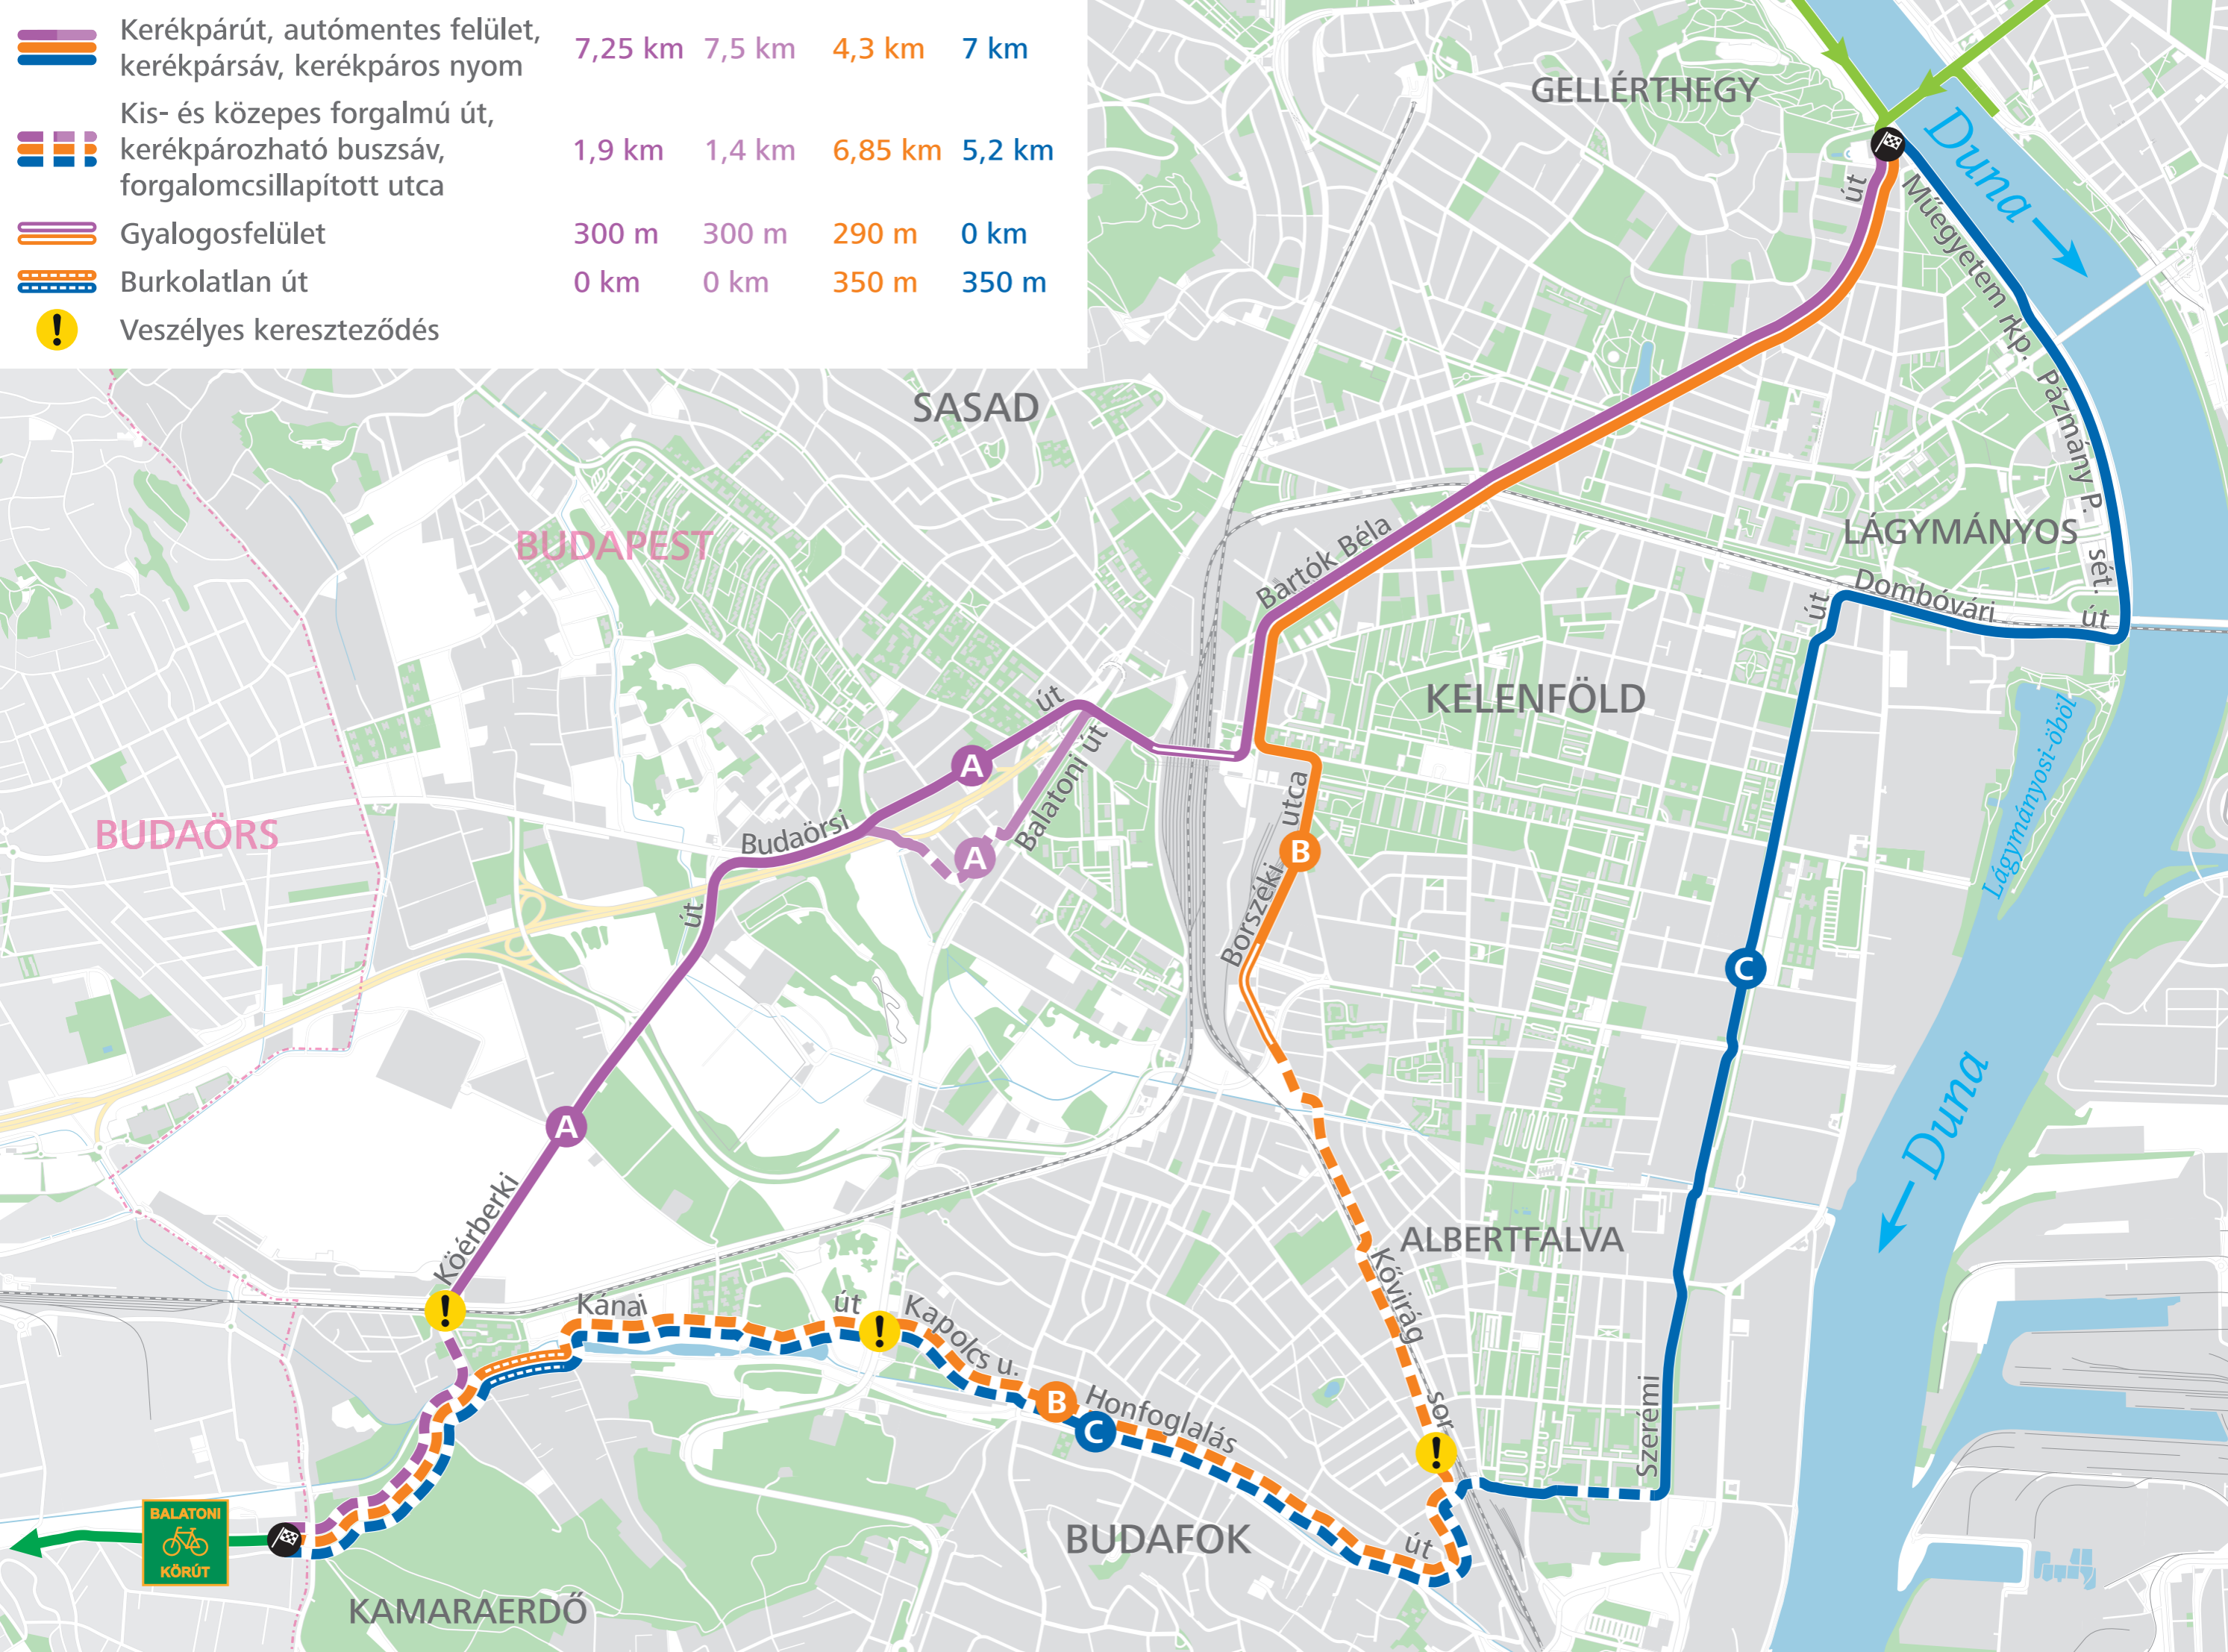 Kerékpárút, autómentes felület,
kerékpársáv, kerékpáros nyom
7,25 km 7,5 km 4,3 km 7 km
Kis- és közepes forgalmú út,
kerékpározható buszsáv,
forgalomcsillapított utca
1,9 km 1,4 km 6,85 km 5,2 km
Gyalogosfelület 300 m 300 m 290 m 0 km
Burkolatlan út 0 km 0 km 350 m 350 m
! Veszélyes kereszteződés
GELLÉRTHEGY
Duna
út
Műegyetem rkp.
Pázmány P. sét.
SASAD
BUDAPEST
LÁGYMÁNYOS
Bartók Béla
Dombóvári út
út
KELENFÖLD
út
Balatoni út
A
Budaörsi
A
BUDAÖRS
utca
B
Borszéki
Lágymányosi-öböl
út
C
A
Duna
Kőérberki
ALBERTFALVA
Kővirág
sor
!
Kánai út
!
Kapolcs u.
B
Honfoglalás
C
út
!
Szerémi
BALATONI
KÖRÚT
BUDAFOK
KAMARAERDŐ